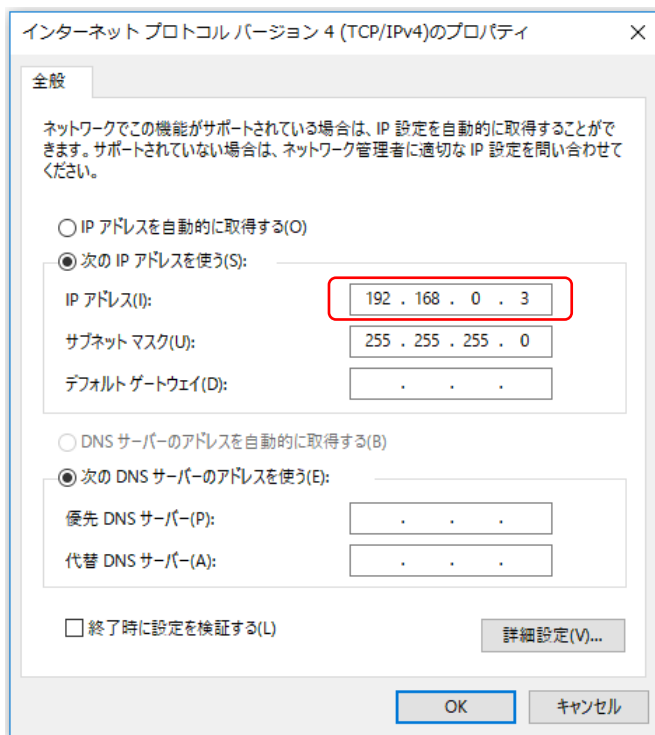 インターネット プロトコル バージョン 4 (TCP/IPv4)のプロパティ
全般
ネットワークでこの機能がサポートされている場合は、IP 設定を自動的に取得することがで
きます。サポートされていない場合は、ネットワーク管理者に適切な IP 設定を問い合わせて
ください。
IP アドレスを自動的に取得する(O)
次の IP アドレスを使う(S):
IP アドレス(I): 192 . 168 . 0 . 3
サブネット マスク(U): 255 . 255 . 255 . 0
デフォルト ゲートウェイ(D): . . .
DNS サーバーのアドレスを自動的に取得する(B)
次の DNS サーバーのアドレスを使う(E):
優先 DNS サーバー(P): . . .
代替 DNS サーバー(A): . . .
終了時に設定を検証する(L)
詳細設定(V)...
OK キャンセル